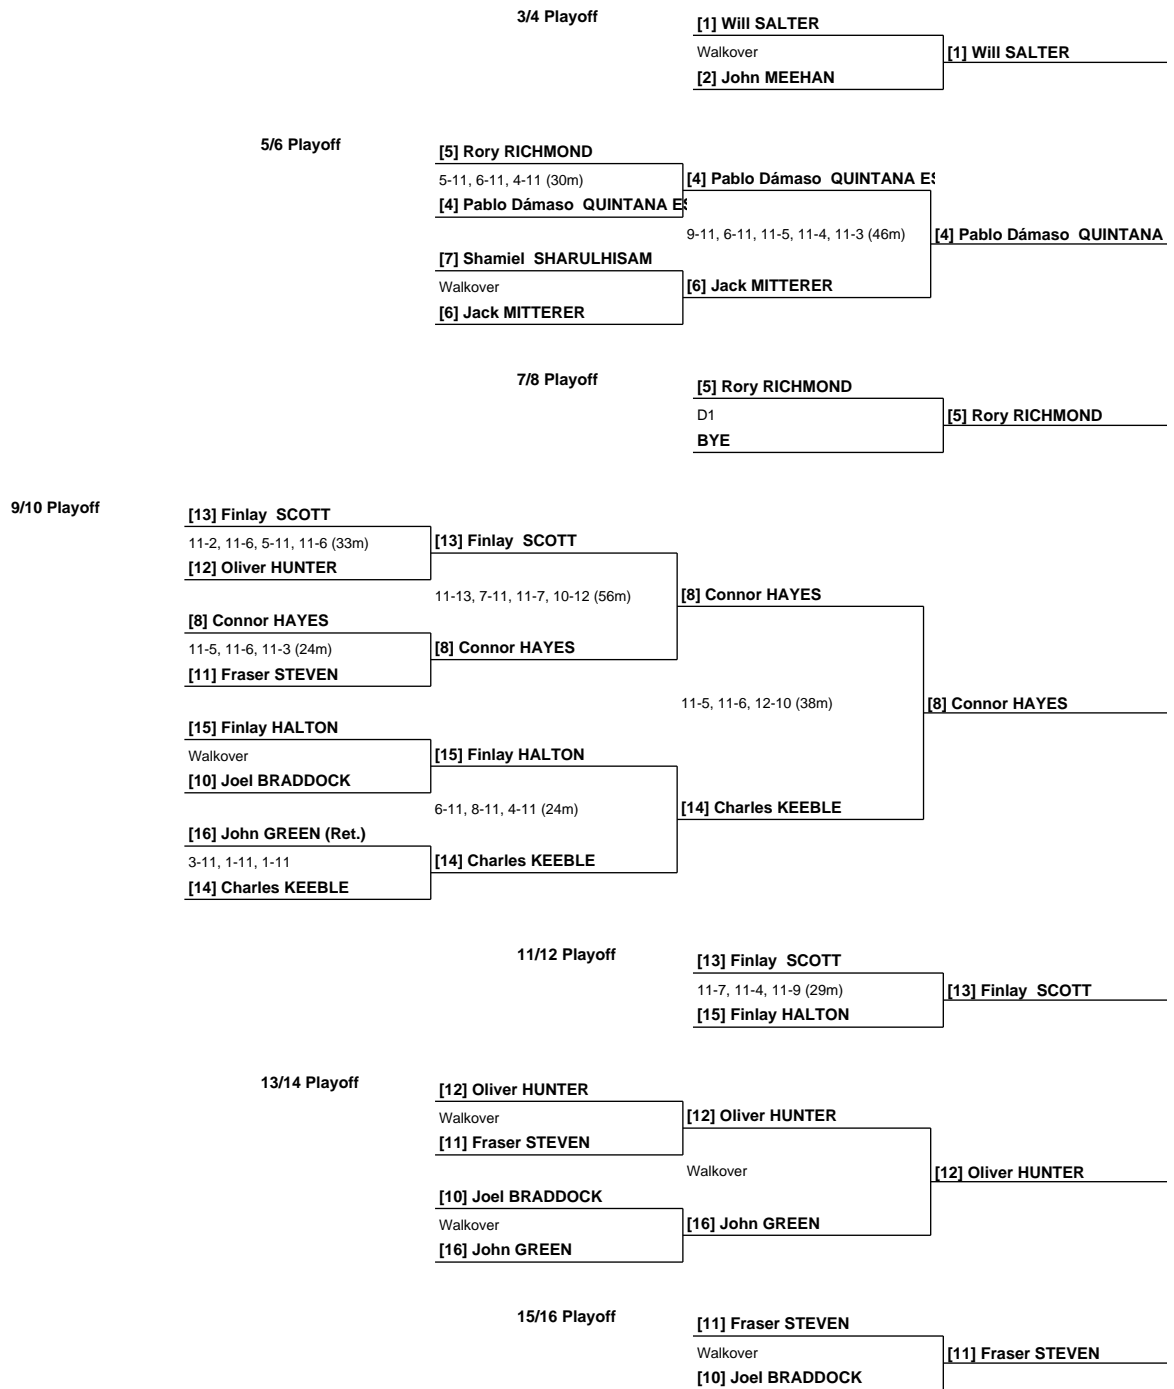 3/4 Playoff
[1] Will SALTER
Walkover
[1] Will SALTER
[2] John MEEHAN
5/6 Playoff
[5] Rory RICHMOND
5-11, 6-11, 4-11 (30m)
[4] Pablo Dámaso QUINTANA ES
[4] Pablo Dámaso QUINTANA ES
9-11, 6-11, 11-5, 11-4, 11-3 (46m)
[4] Pablo Dámaso QUINTANA
[7] Shamiel SHARULHISAM
Walkover
[6] Jack MITTERER
[6] Jack MITTERER
7/8 Playoff
[5] Rory RICHMOND
D1
[5] Rory RICHMOND
BYE
9/10 Playoff
[13] Finlay SCOTT
11-2, 11-6, 5-11, 11-6 (33m)
[13] Finlay SCOTT
[12] Oliver HUNTER
11-13, 7-11, 11-7, 10-12 (56m)
[8] Connor HAYES
[8] Connor HAYES
11-5, 11-6, 11-3 (24m)
[8] Connor HAYES
[11] Fraser STEVEN
11-5, 11-6, 12-10 (38m)
[8] Connor HAYES
[15] Finlay HALTON
Walkover
[15] Finlay HALTON
[10] Joel BRADDOCK
6-11, 8-11, 4-11 (24m)
[14] Charles KEEBLE
[16] John GREEN (Ret.)
3-11, 1-11, 1-11
[14] Charles KEEBLE
[14] Charles KEEBLE
11/12 Playoff
[13] Finlay SCOTT
11-7, 11-4, 11-9 (29m)
[13] Finlay SCOTT
[15] Finlay HALTON
13/14 Playoff
[12] Oliver HUNTER
Walkover
[12] Oliver HUNTER
[11] Fraser STEVEN
Walkover
[12] Oliver HUNTER
[10] Joel BRADDOCK
Walkover
[16] John GREEN
[16] John GREEN
15/16 Playoff
[11] Fraser STEVEN
Walkover
[11] Fraser STEVEN
[10] Joel BRADDOCK